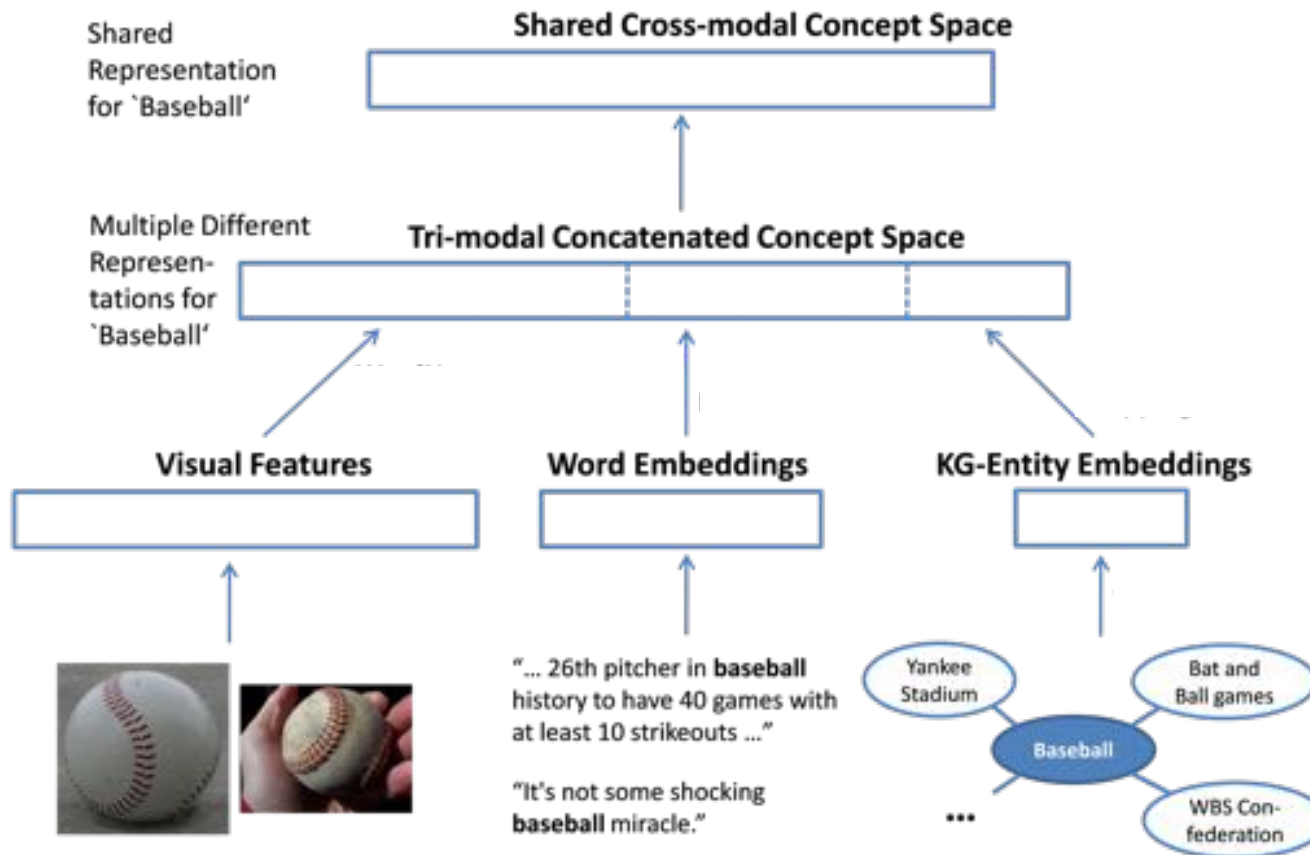 Shared
Representation
for `Baseball‘
Shared Cross-modal Concept Space
Multiple Different
Represen-
tations for
`Baseball‘
Tri-modal Concatenated Concept Space
Visual Features
Word Embeddings
KG-Entity Embeddings
“... 26th pitcher in baseball
history to have 40 games with
at least 10 strikeouts ...”
“It's not some shocking
baseball miracle.”
Yankee
Stadium
Bat and
Ball games
Baseball
...
WBS Con-
federation